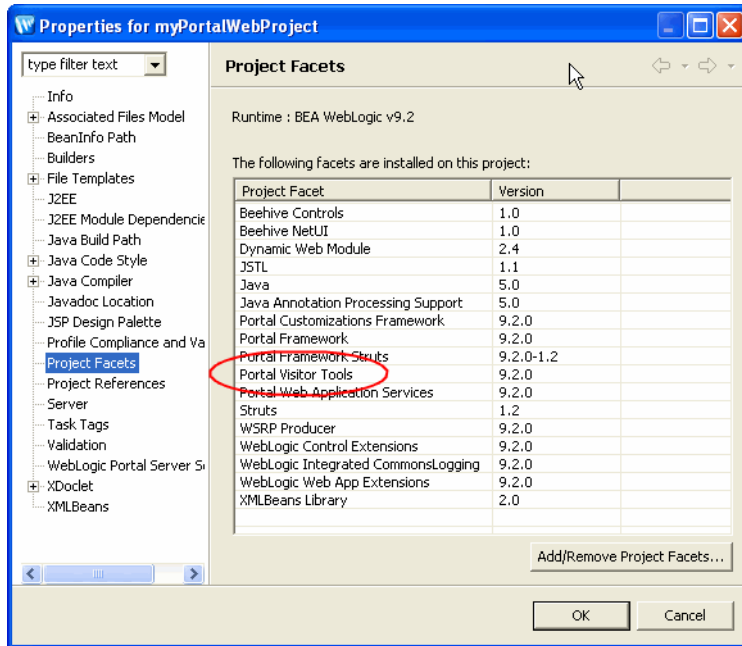 Properties for myPortalWebProject
type filter text
Project Facets
Info
Associated Files Model
BeanInfo Path
Builders
File Templates
J2EE
J2EE Module Dependencie
Java Build Path
Java Code Style
Java Compiler
Javadoc Location
JSP Design Palette
Profile Compliance and Va
Project Facets
Project References
Server
Task Tags
Validation
WebLogic Portal Server S
XDoclet
XMLBeans
Runtime : BEA WebLogic v9.2
The following facets are installed on this project:
Project Facet Version
Beehive Controls 1.0
Beehive NetUI 1.0
Dynamic Web Module 2.4
JSTL 1.1
Java 5.0
Java Annotation Processing Support 5.0
Portal Customizations Framework 9.2.0
Portal Framework 9.2.0
Portal Framework Struts 9.2.0-1.2
Portal Visitor Tools 9.2.0
Portal Web Application Services 9.2.0
Struts 1.2
WSRP Producer 9.2.0
WebLogic Control Extensions 9.2.0
WebLogic Integrated CommonsLogging 9.2.0
WebLogic Web App Extensions 9.2.0
XMLBeans Library 2.0
Add/Remove Project Facets...
OK
Cancel